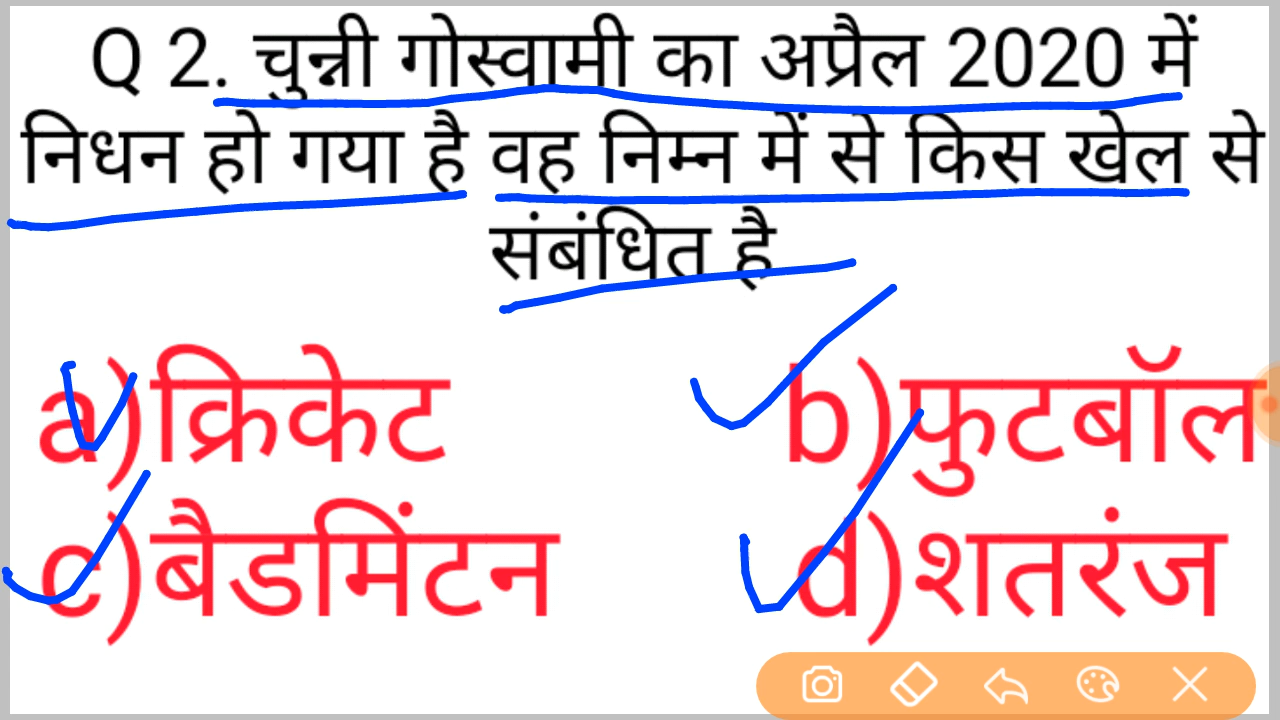 Q 2. चुन्नी गोस्वामी का अप्रैल 2020 में
निधन हो गया है वह निम्न में से किस खेल से
संबंधित है
a)क्रिकेट b)फुटबॉल
c)बैडमिंटन d)शतरंज